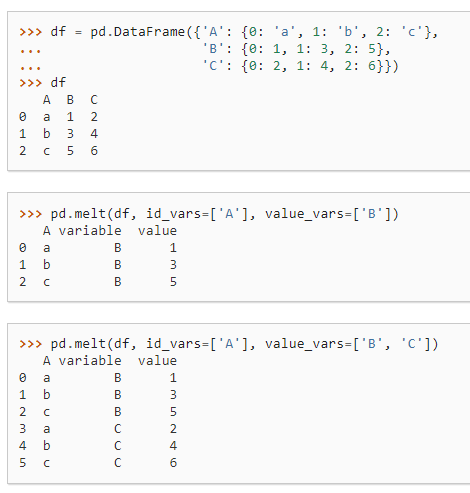 >>> df = pd.DataFrame({'A': {0: 'a', 1: 'b', 2: 'c'},
...                    'B': {0: 1, 1: 3, 2: 5},
...                    'C': {0: 2, 1: 4, 2: 6}})
>>> df
   A  B  C
0  a  1  2
1  b  3  4
2  c  5  6
>>> pd.melt(df, id_vars=['A'], value_vars=['B'])
   A variable  value
0  a        B      1
1  b        B      3
2  c        B      5
>>> pd.melt(df, id_vars=['A'], value_vars=['B', 'C'])
   A variable  value
0  a        B      1
1  b        B      3
2  c        B      5
3  a        C      2
4  b        C      4
5  c        C      6